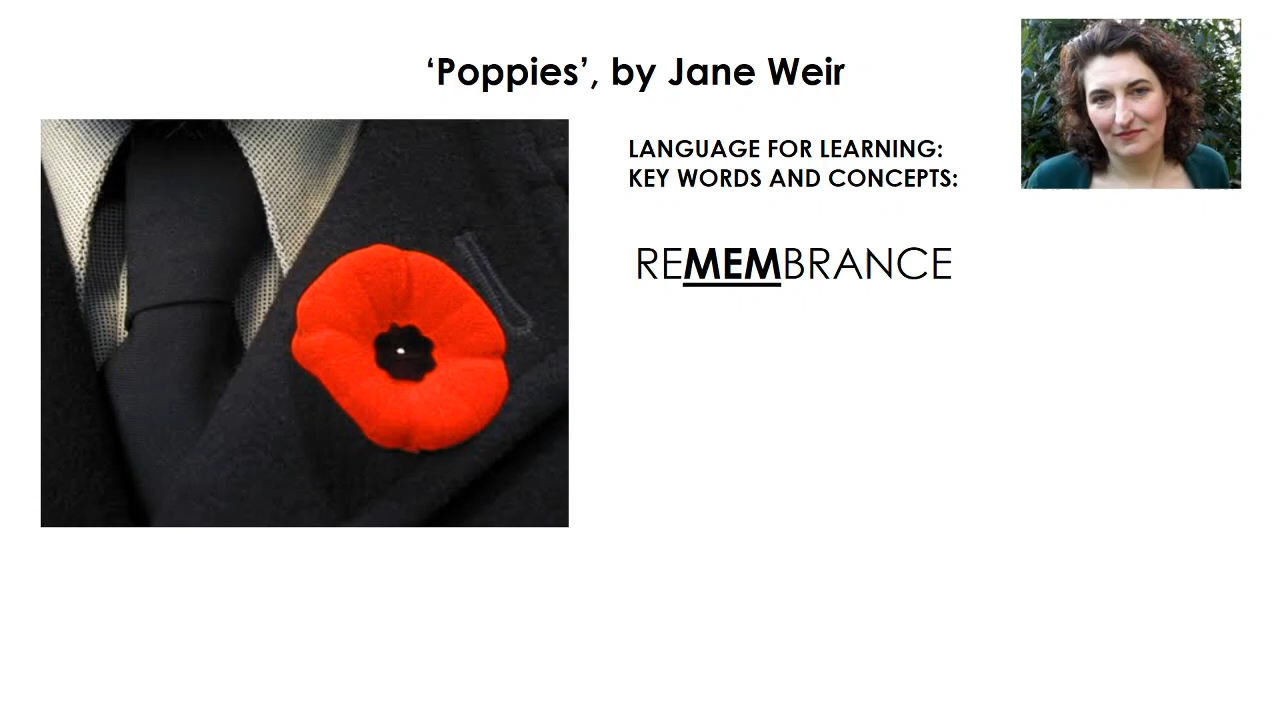 ‘Poppies’, by Jane Weir
LANGUAGE FOR LEARNING:
KEY WORDS AND CONCEPTS:
REMEMBRANCE